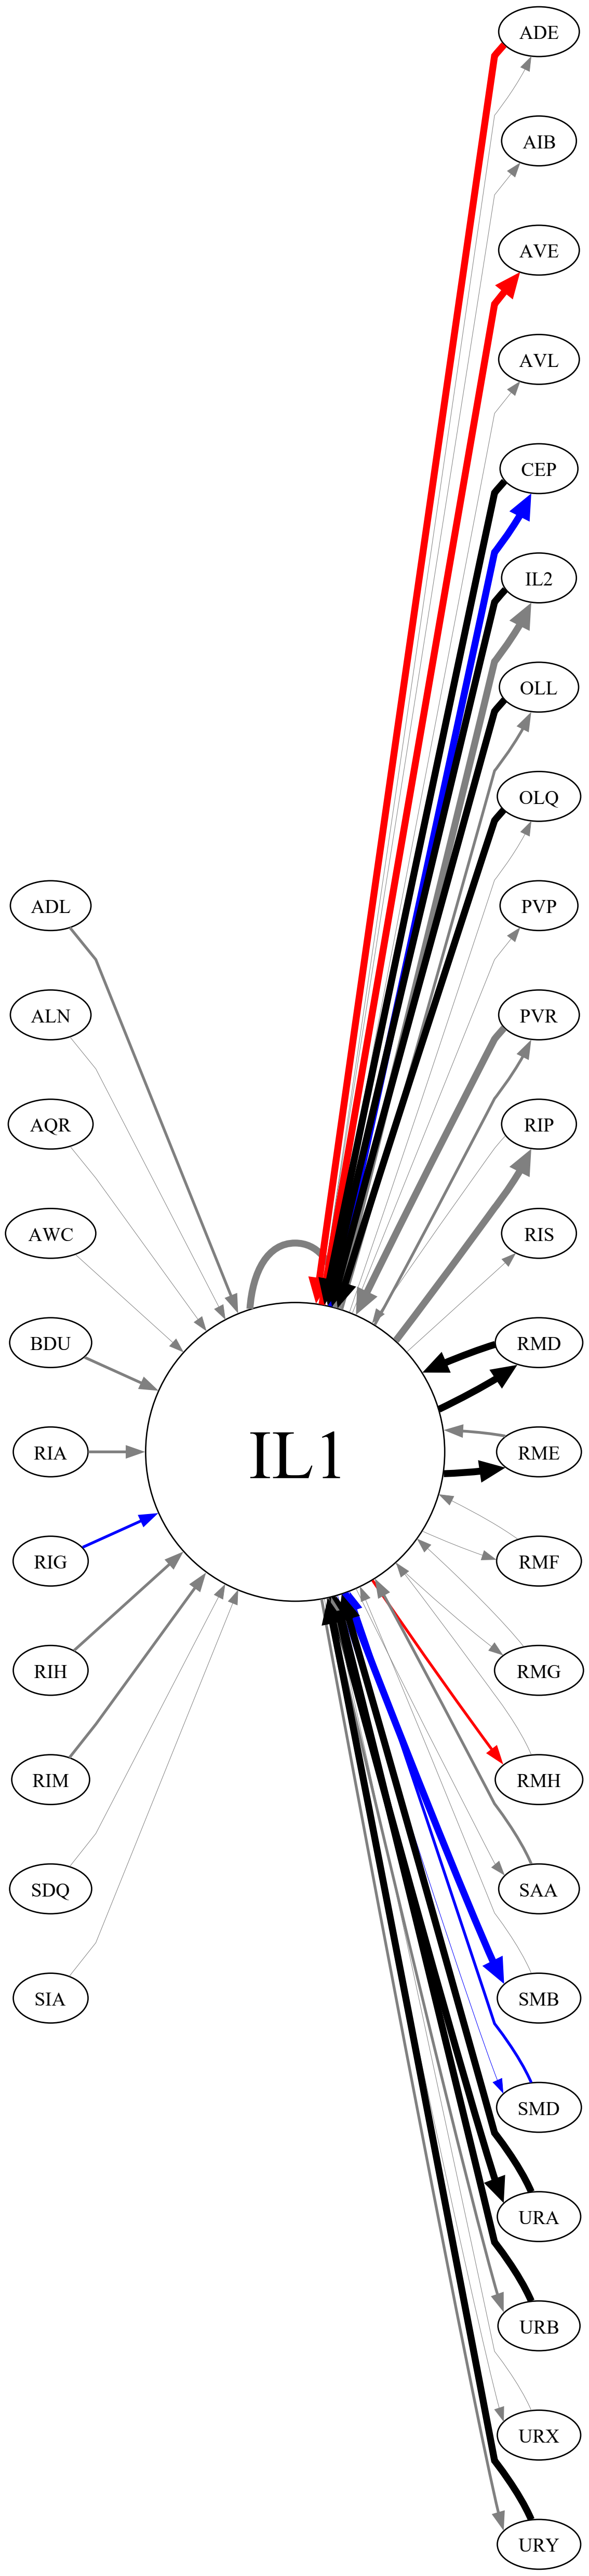 ADE
AIB
AVE
AVL
CEP
IL2
OLL
OLQ
ADL
PVP
ALN
PVR
AQR
RIP
AWC
RIS
BDU
RMD
RIA
IL1
RME
RIG
RMF
RIH
RMG
RIM
RMH
SDQ
SAA
SIA
SMB
SMD
URA
URB
URX
URY